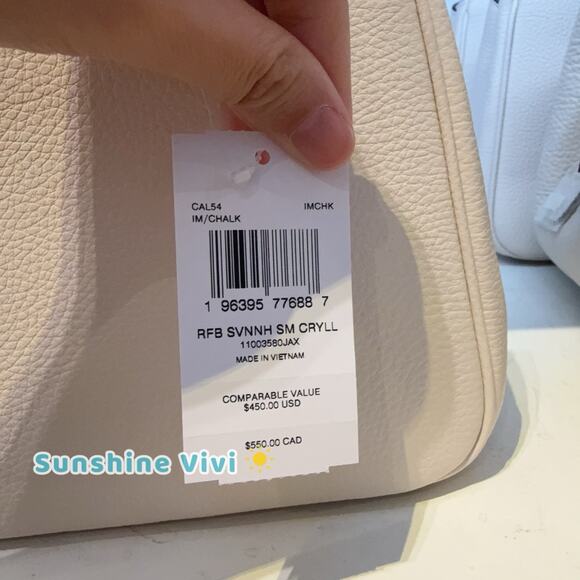 CAL54 IMCHK
IM/CHALK
1 96395 77688 7
RFB SVNNH SM CRYLL
11003580JAX
MADE IN VIETNAM
COMPARABLE VALUE
$450.00 USD
$550.00 CAD
Sunshine Vivi